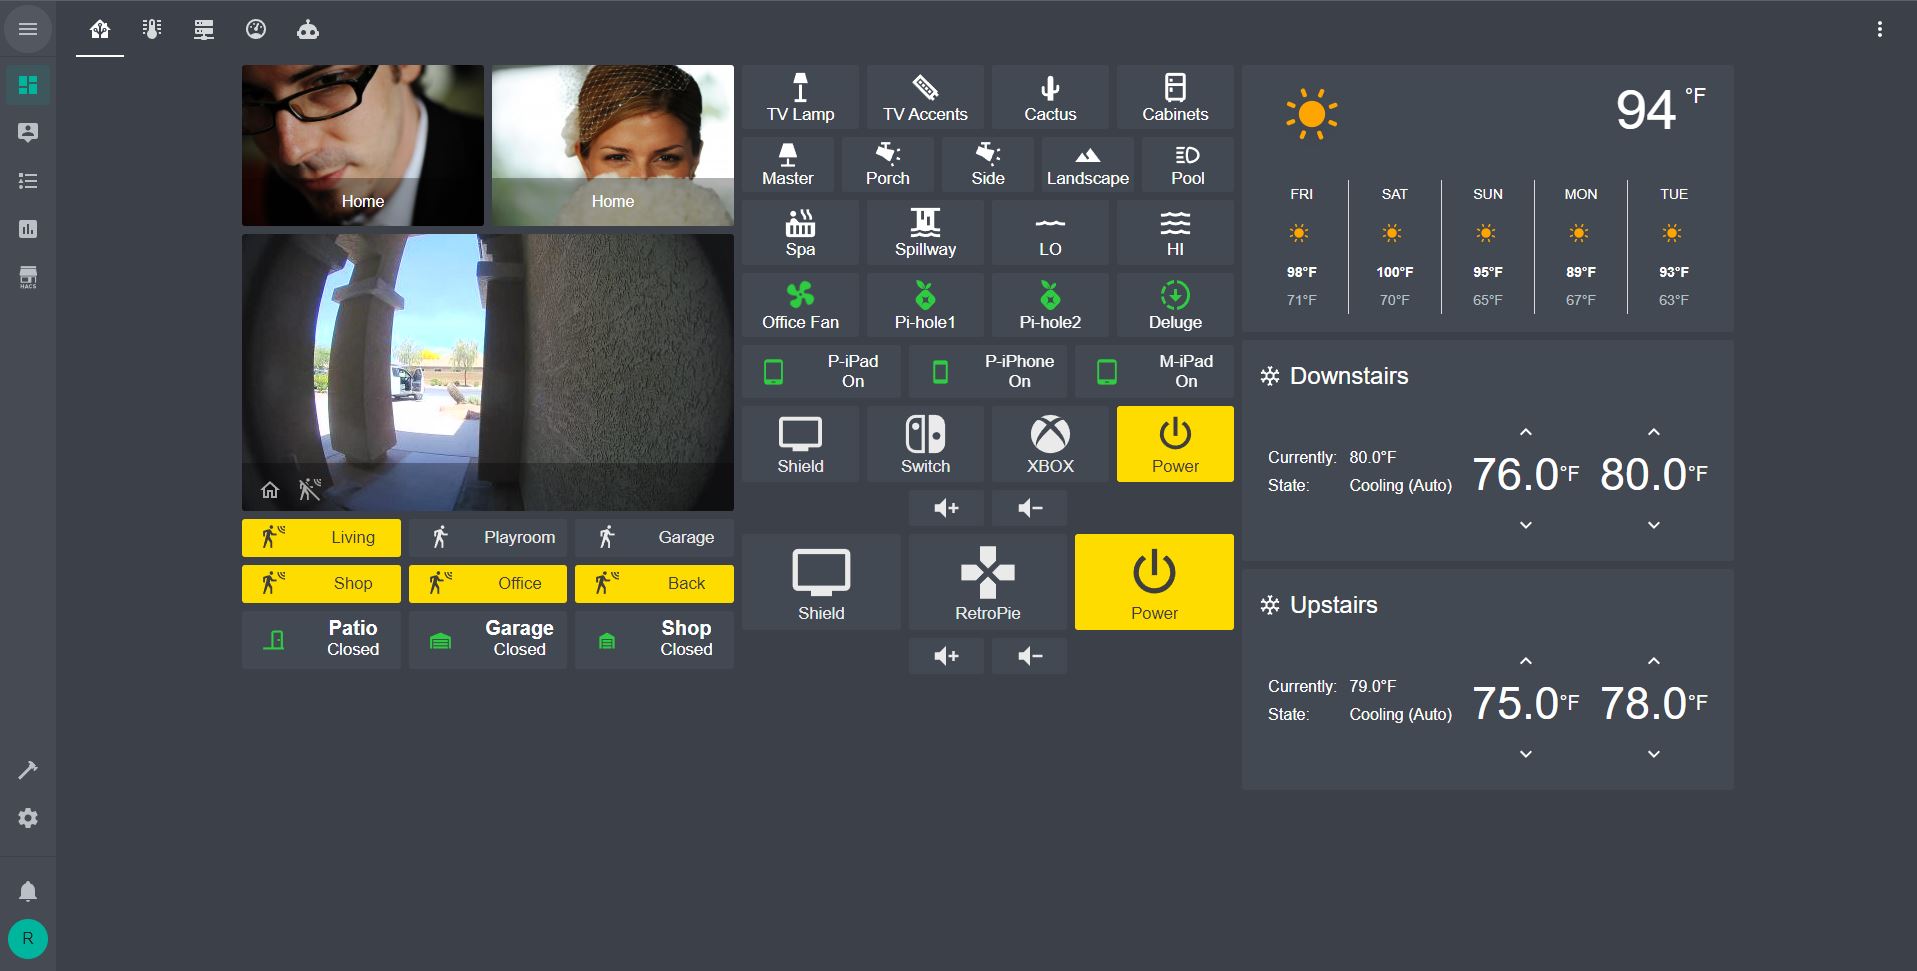 Home
Home
TV Lamp
TV Accents
Cactus
Cabinets
Master
Porch
Side
Landscape
Pool
Spa
Spillway
LO
HI
Office Fan
Pi-hole1
Pi-hole2
Deluge
P-iPad
On
P-iPhone
On
M-iPad
On
Shield
Switch
XBOX
Power
Shield
RetroPie
Power
Living
Playroom
Garage
Shop
Office
Back
Patio
Closed
Garage
Closed
Shop
Closed
94 °F
FRI SAT SUN MON TUE
98°F 100°F 95°F 89°F 93°F
71°F 70°F 65°F 67°F 63°F
Downstairs
Currently: 80.0°F
State: Cooling (Auto)
76.0°F 80.0°F
Upstairs
Currently: 79.0°F
State: Cooling (Auto)
75.0°F 78.0°F
HACS
R